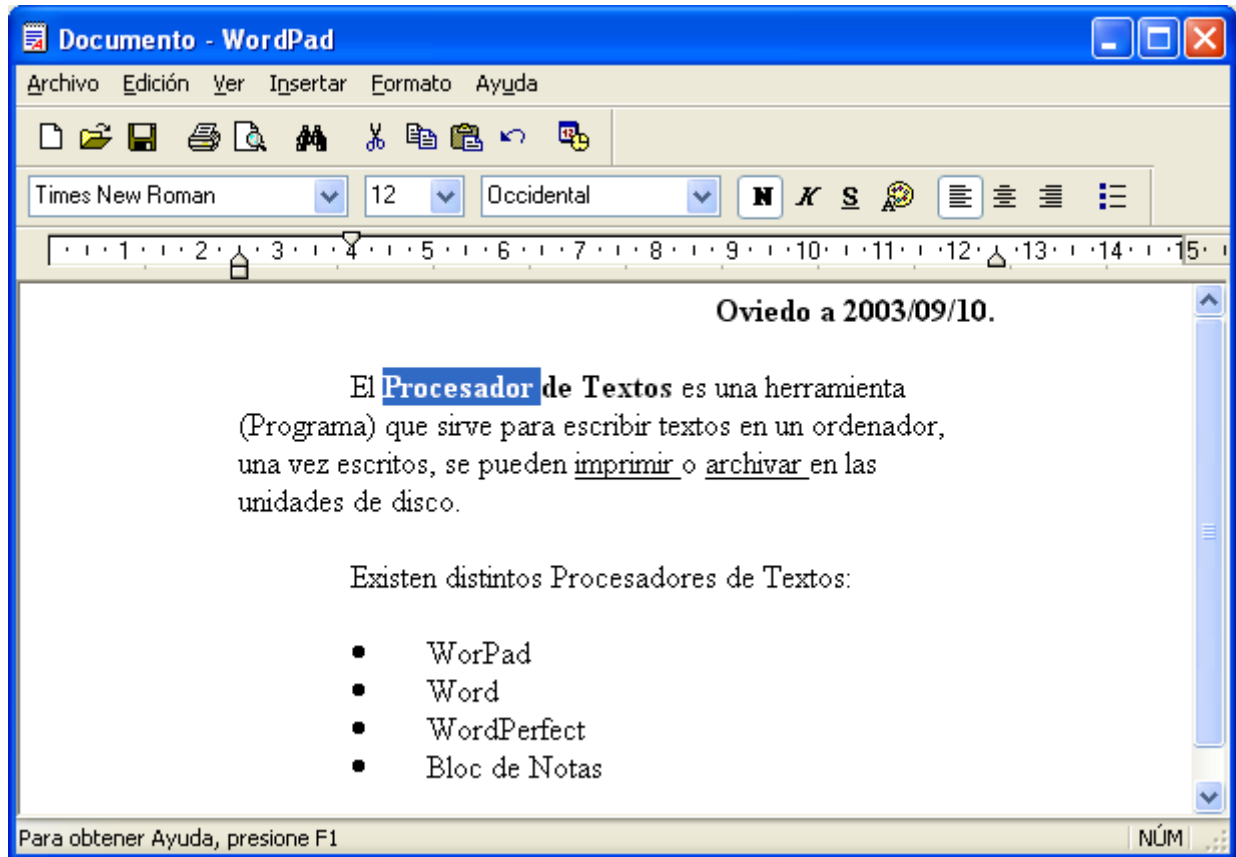 Documento - WordPad
Archivo Edición Ver Insertar Formato Ayuda
Times New Roman 12 Occidental N K S
1 2 3 4 5 6 7 8 9 10 11 12 13 14 15
Oviedo a 2003/09/10.
El Procesador de Textos es una herramienta
(Programa) que sirve para escribir textos en un ordenador,
una vez escritos, se pueden imprimir o archivar en las
unidades de disco.
Existen distintos Procesadores de Textos:
• WorPad
• Word
• WordPerfect
• Bloc de Notas
Para obtener Ayuda, presione F1 NÚM